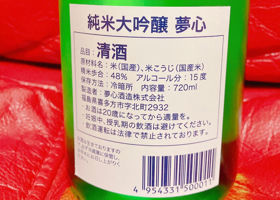 純米大吟醸 夢心
品目：清酒
原材料名：米（国産）、米こうじ（国産米）
精米歩合：48％ アルコール分：15度
保存方法：冷暗所 内容量：720ml
製造者：夢心酒造株式会社
福島県喜多方市字北町2932
・お酒は20歳になってから適量を。
・妊娠中、授乳期の飲酒は避けてください。
・飲酒運転は法律で禁止されております。
4 954331 500011